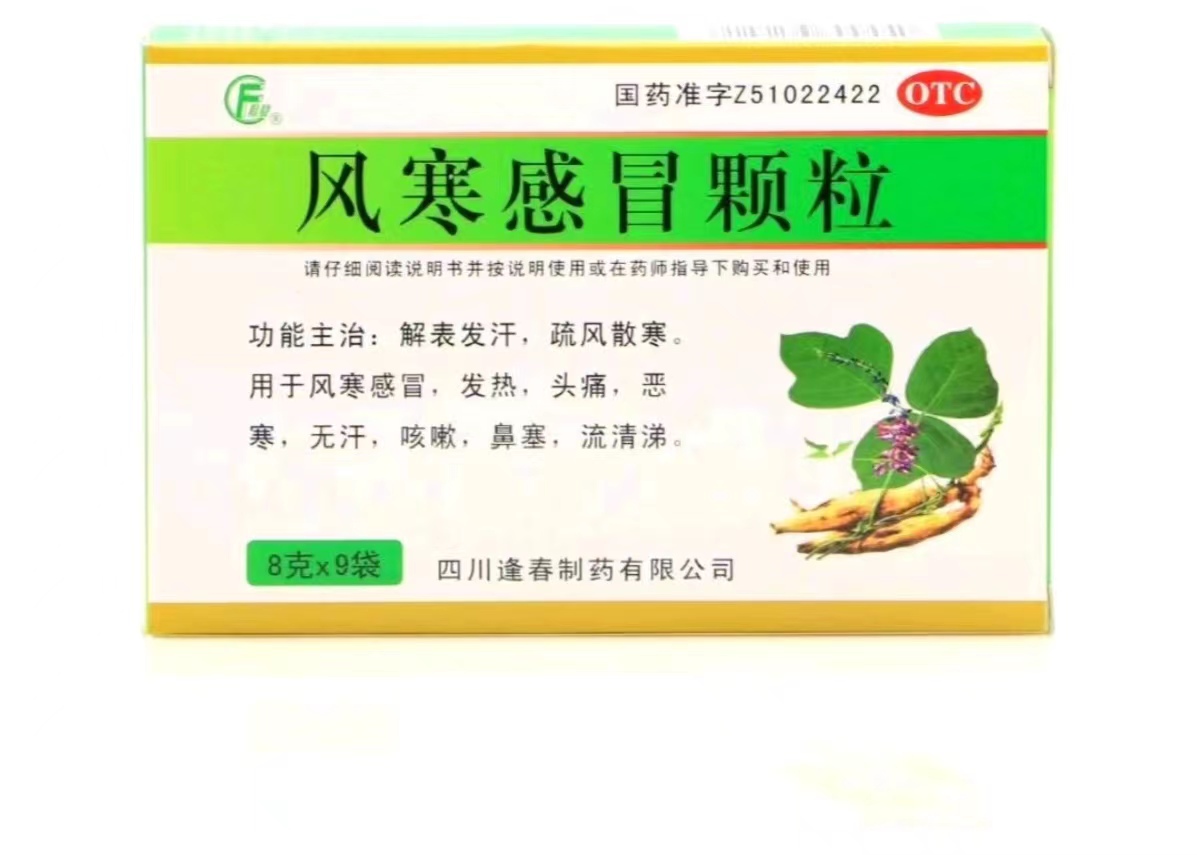 国药准字Z51022422 OTC
风寒感冒颗粒
请仔细阅读说明书并按说明使用或在药师指导下购买和使用
功能主治：解表发汗，疏风散寒。
用于风寒感冒，发热，头痛，恶
寒，无汗，咳嗽，鼻塞，流清涕。
8克x9袋 四川逢春制药有限公司